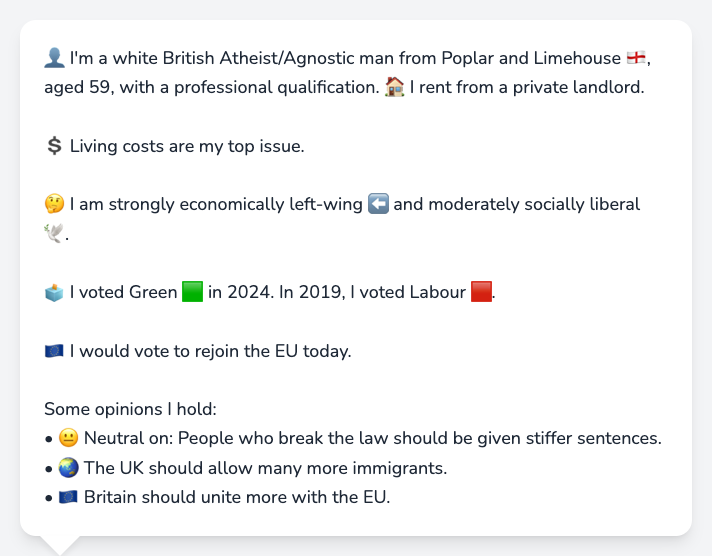 👤 I'm a white British Atheist/Agnostic man from Poplar and Limehouse 🏴󠁧󠁢󠁥󠁮󠁧󠁿,
aged 59, with a professional qualification. 🏠 I rent from a private landlord.
💲 Living costs are my top issue.
🤔 I am strongly economically left-wing ⬅️ and moderately socially liberal
🕊️.
🗳️ I voted Green 🟩 in 2024. In 2019, I voted Labour 🟥.
🇪🇺 I would vote to rejoin the EU today.
Some opinions I hold:
• 😐 Neutral on: People who break the law should be given stiffer sentences.
• 🌏 The UK should allow many more immigrants.
• 🇪🇺 Britain should unite more with the EU.